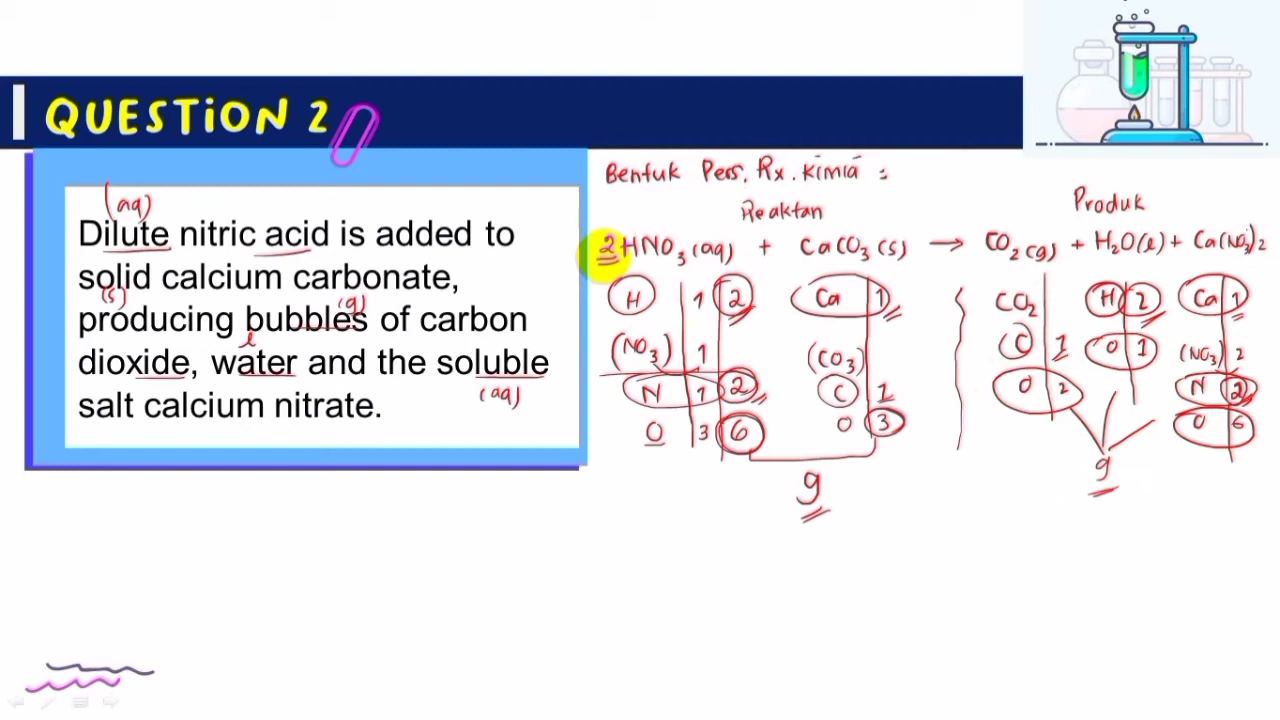 QUESTiON 2
(aq)
Dilute nitric acid is added to
solid calcium carbonate,
(s) (g)
producing bubbles of carbon
l
dioxide, water and the soluble
(aq)
salt calcium nitrate.
Bentuk Pers. Rx. Kimia :
Reaktan Produk
2HNO₃(aq) + CaCO₃(s) → CO₂(g) + H₂O(l) + Ca(NO₃)₂
H 1 2 Ca 1 CO₂ H 2 Ca 1
(NO₃) 1 (CO₃) C 1 O 1 (NO₃) 2
N 1 2 C 1 O 2 N 2
O 3 6 O 3 O 6
9 9